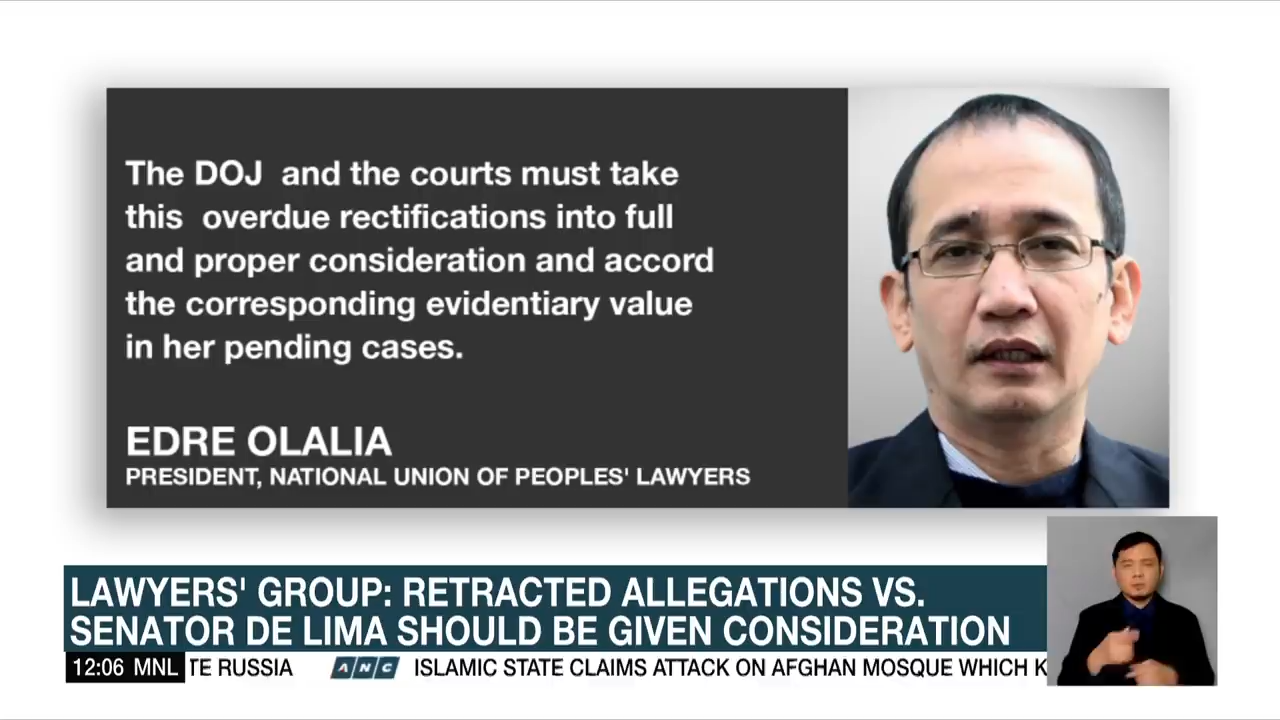 The DOJ  and the courts must take
this  overdue rectifications into full
and proper consideration and accord
the corresponding evidentiary value
in her pending cases.
EDRE OLALIA
PRESIDENT, NATIONAL UNION OF PEOPLES' LAWYERS
LAWYERS' GROUP: RETRACTED ALLEGATIONS VS.
SENATOR DE LIMA SHOULD BE GIVEN CONSIDERATION
12:06 MNL TE RUSSIA ANC ISLAMIC STATE CLAIMS ATTACK ON AFGHAN MOSQUE WHICH K